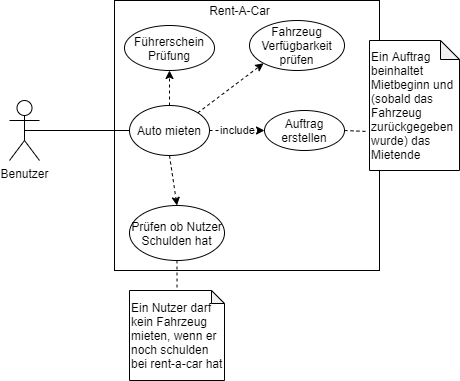 Rent-A-Car
Führerschein
Prüfung
Fahrzeug
Verfügbarkeit
prüfen
Ein Auftrag
beinhaltet
Mietbeginn und
(sobald das
Fahrzeug
zurückgegeben
wurde) das
Mietende
Auto mieten
include
Auftrag
erstellen
Benutzer
Prüfen ob Nutzer
Schulden hat
Ein Nutzer darf
kein Fahrzeug
mieten, wenn er
noch schulden
bei rent-a-car hat